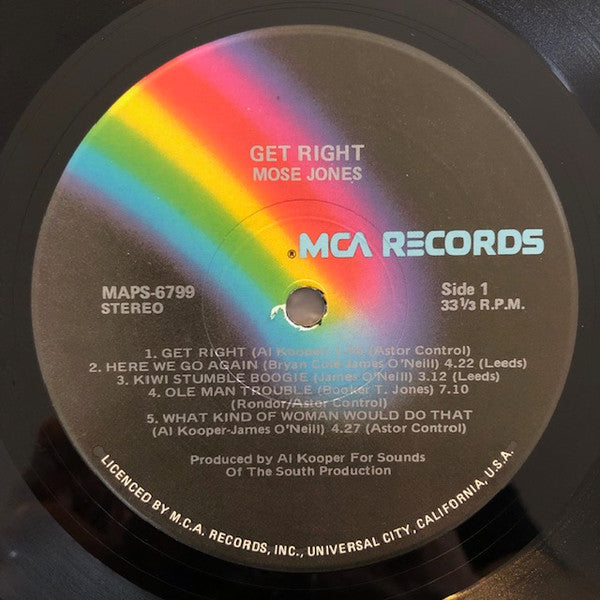 GET RIGHT
MOSE JONES
® MCA RECORDS
MAPS-6799
STEREO
Side 1
33⅓ R.P.M.
1. GET RIGHT (Al Kooper) (Astor Control)
2. HERE WE GO AGAIN (Bryan Cole-James O'Neill) 4.22 (Leeds)
3. KIWI STUMBLE BOOGIE (James O'Neill) 3.12 (Leeds)
4. OLE MAN TROUBLE (Booker T. Jones) 7.10
(Rondor/Astor Control)
5. WHAT KIND OF WOMAN WOULD DO THAT
(Al Kooper-James O'Neill) 4.27 (Astor Control)
Produced by Al Kooper For Sounds
Of The South Production
LICENCED BY M.C.A. RECORDS, INC., UNIVERSAL CITY, CALIFORNIA, U.S.A.